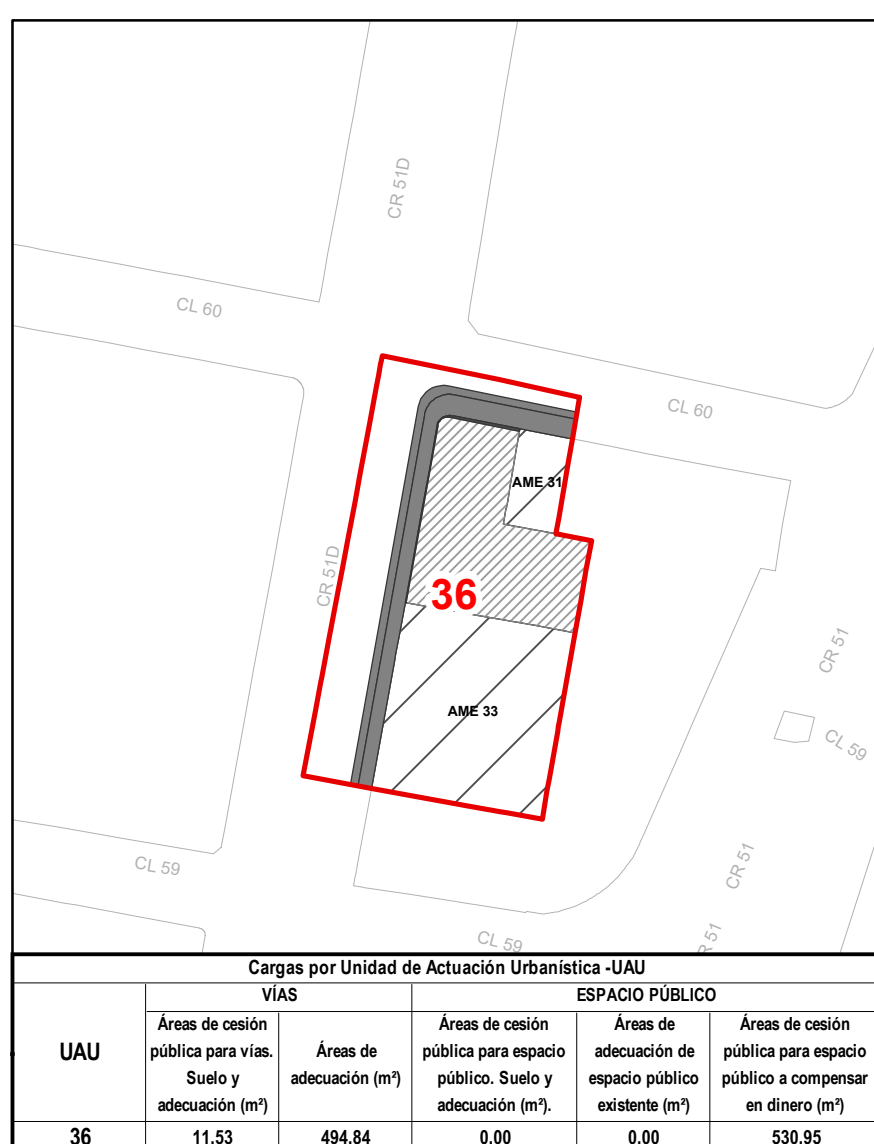 CR 51D
CL 60
CL 60
AME 31
CR 51D
36
CR 51
AME 33
CL 59
CL 59
CR 51
CL 59
R 51
Cargas por Unidad de Actuación Urbanística -UAU
VÍAS
ESPACIO PÚBLICO
UAU
Áreas de cesión
pública para vías.
Suelo y
adecuación (m²)
Áreas de
adecuación (m²)
Áreas de cesión
pública para espacio
público. Suelo y
adecuación (m²).
Áreas de
adecuación de
espacio público
existente (m²)
Áreas de cesión
pública para espacio
público a compensar
en dinero (m²)
36 11.53 494.84 0.00 0.00 530.95